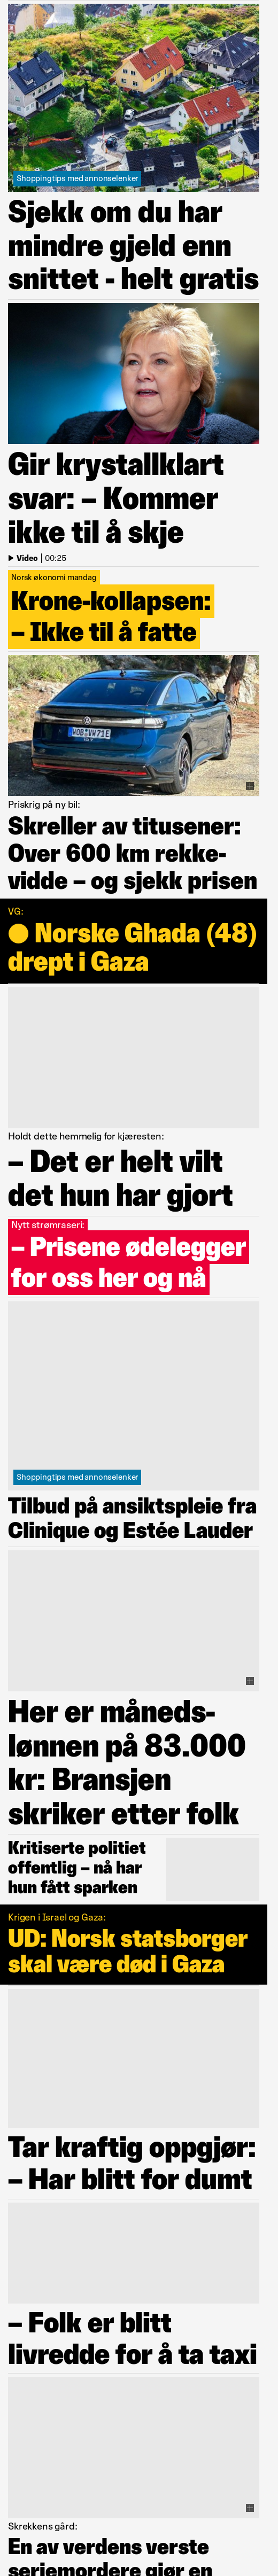 Shoppingtips med annonselenker
Sjekk om du har
mindre gjeld enn
snittet - helt gratis
Gir krystallklart
svar: – Kommer
ikke til å skje
Video | 00:25
Norsk økonomi mandag
Krone-kollapsen:
– Ikke til å fatte
WOB·VW71E
Priskrig på ny bil:
Skreller av titusener:
Over 600 km rekke-
vidde – og sjekk prisen
VG:
Norske Ghada (48)
drept i Gaza
Holdt dette hemmelig for kjæresten:
– Det er helt vilt
det hun har gjort
Nytt strømraseri:
– Prisene ødelegger
for oss her og nå
Shoppingtips med annonselenker
Tilbud på ansiktspleie fra
Clinique og Estée Lauder
Her er måneds-
lønnen på 83.000
kr: Bransjen
skriker etter folk
Kritiserte politiet
offentlig – nå har
hun fått sparken
Krigen i Israel og Gaza:
UD: Norsk statsborger
skal være død i Gaza
Tar kraftig oppgjør:
– Har blitt for dumt
– Folk er blitt
livredde for å ta taxi
Skrekkens gård:
En av verdens verste
seriemordere gjør en